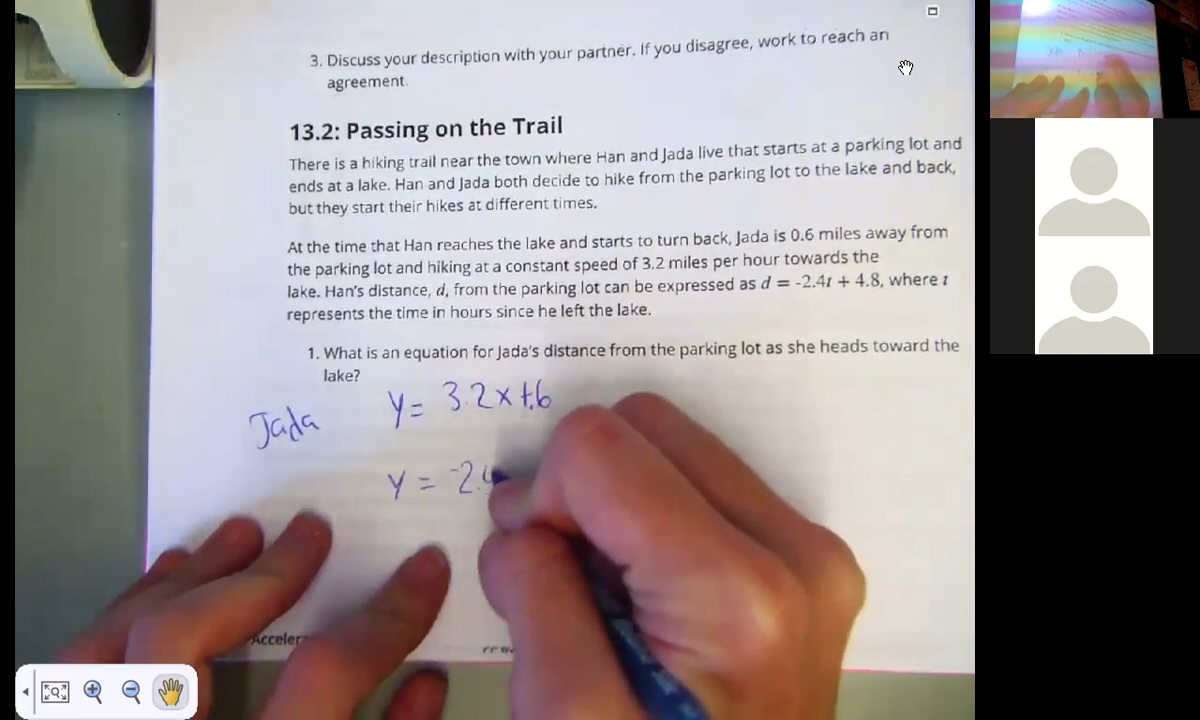 3. Discuss your description with your partner. If you disagree, work to reach an
agreement.
13.2: Passing on the Trail
There is a hiking trail near the town where Han and Jada live that starts at a parking lot and
ends at a lake. Han and Jada both decide to hike from the parking lot to the lake and back,
but they start their hikes at different times.
At the time that Han reaches the lake and starts to turn back, Jada is 0.6 miles away from
the parking lot and hiking at a constant speed of 3.2 miles per hour towards the
lake. Han's distance, d, from the parking lot can be expressed as d = -2.4t + 4.8, where t
represents the time in hours since he left the lake.
1. What is an equation for Jada's distance from the parking lot as she heads toward the
lake?
Jada y = 3.2x +.6
y = -2.4